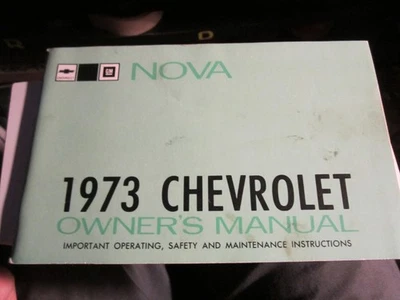 D
NOVA
1973 CHEVROLET
OWNER'S MANUAL
IMPORTANT OPERATING, SAFETY AND MAINTENANCE INSTRUCTIONS